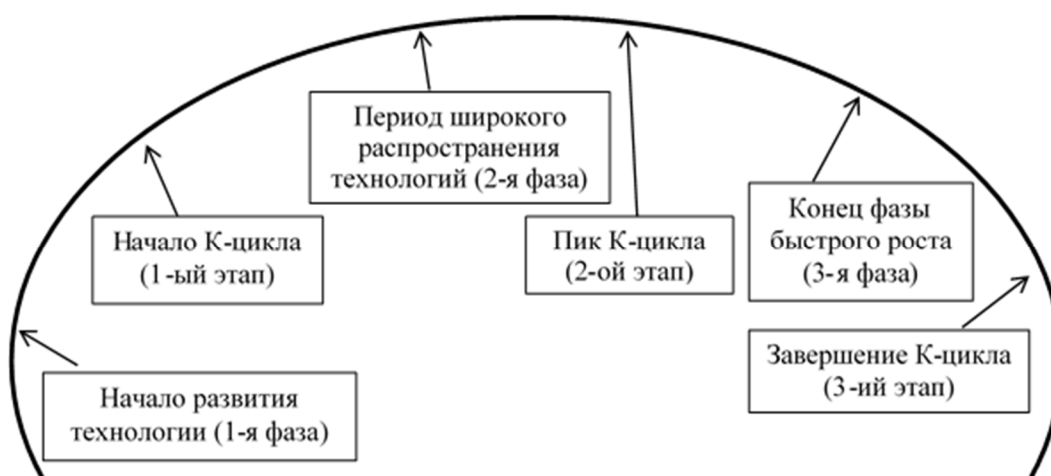 Период широкого
распространения
технологий (2-я фаза)
Начало К-цикла
(1-ый этап)
Пик К-цикла
(2-ой этап)
Конец фазы
быстрого роста
(3-я фаза)
Завершение К-цикла
(3-ий этап)
Начало развития
технологии (1-я фаза)